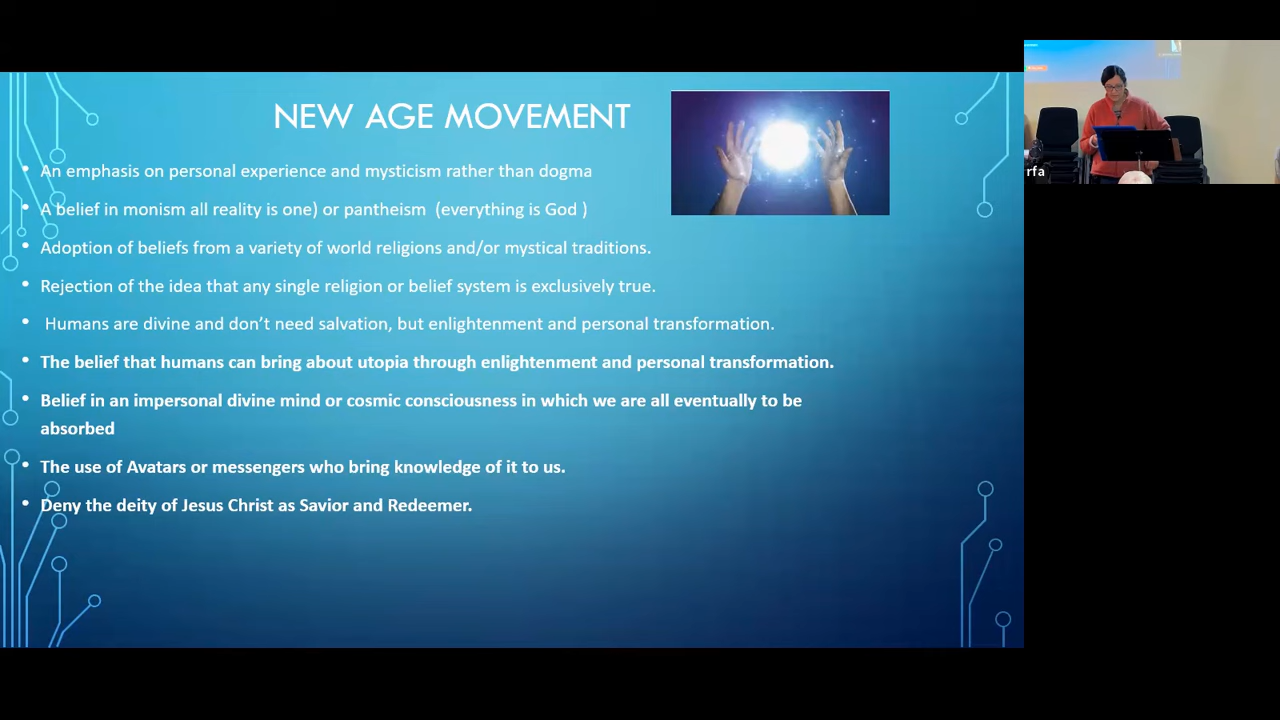 NEW AGE MOVEMENT
• An emphasis on personal experience and mysticism rather than dogma
• A belief in monism all reality is one) or pantheism (everything is God )
• Adoption of beliefs from a variety of world religions and/or mystical traditions.
• Rejection of the idea that any single religion or belief system is exclusively true.
• Humans are divine and don't need salvation, but enlightenment and personal transformation.
• The belief that humans can bring about utopia through enlightenment and personal transformation.
• Belief in an impersonal divine mind or cosmic consciousness in which we are all eventually to be
absorbed
• The use of Avatars or messengers who bring knowledge of it to us.
• Deny the deity of Jesus Christ as Savior and Redeemer.
rfa